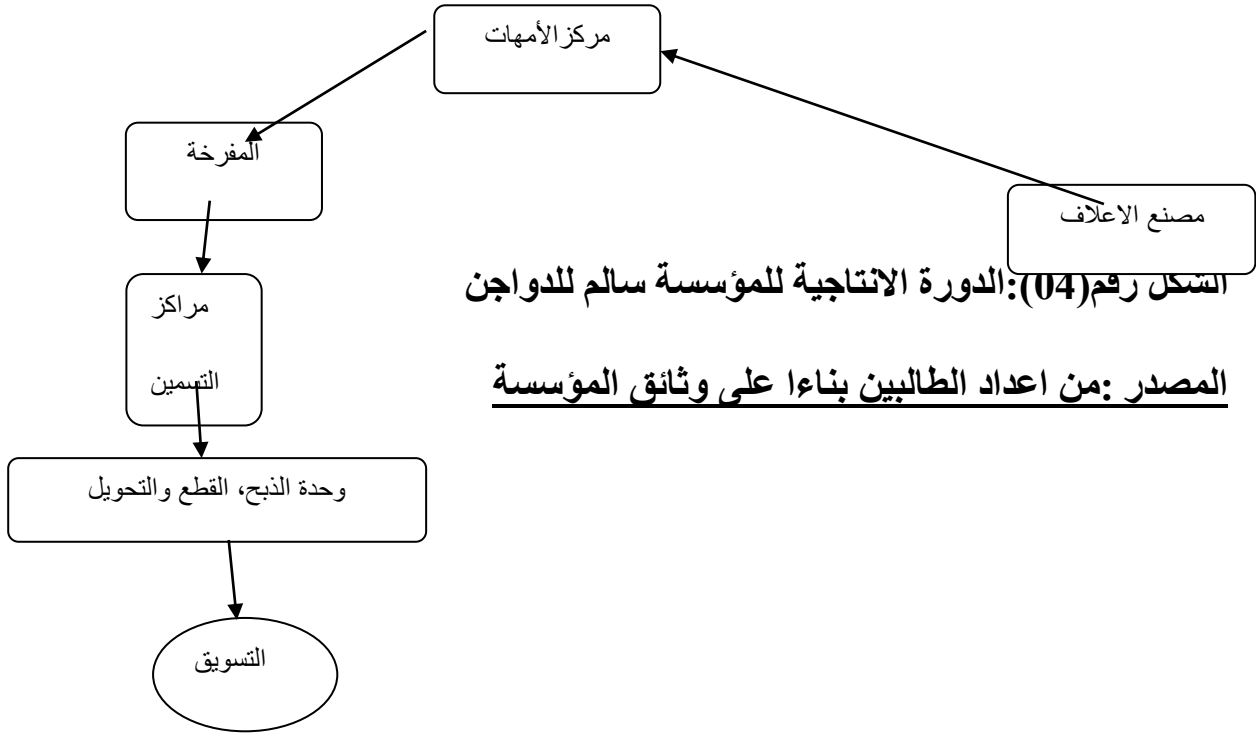 مركز الأمهات
المفرخة
مصنع الاعلاف
مراكز
التسمين
الشكل رقم(04):الدورة الانتاجية للمؤسسة سالم للدواجن
المصدر :من اعداد الطالبين بناءا على وثائق المؤسسة
وحدة الذبح، القطع والتحويل
التسويق